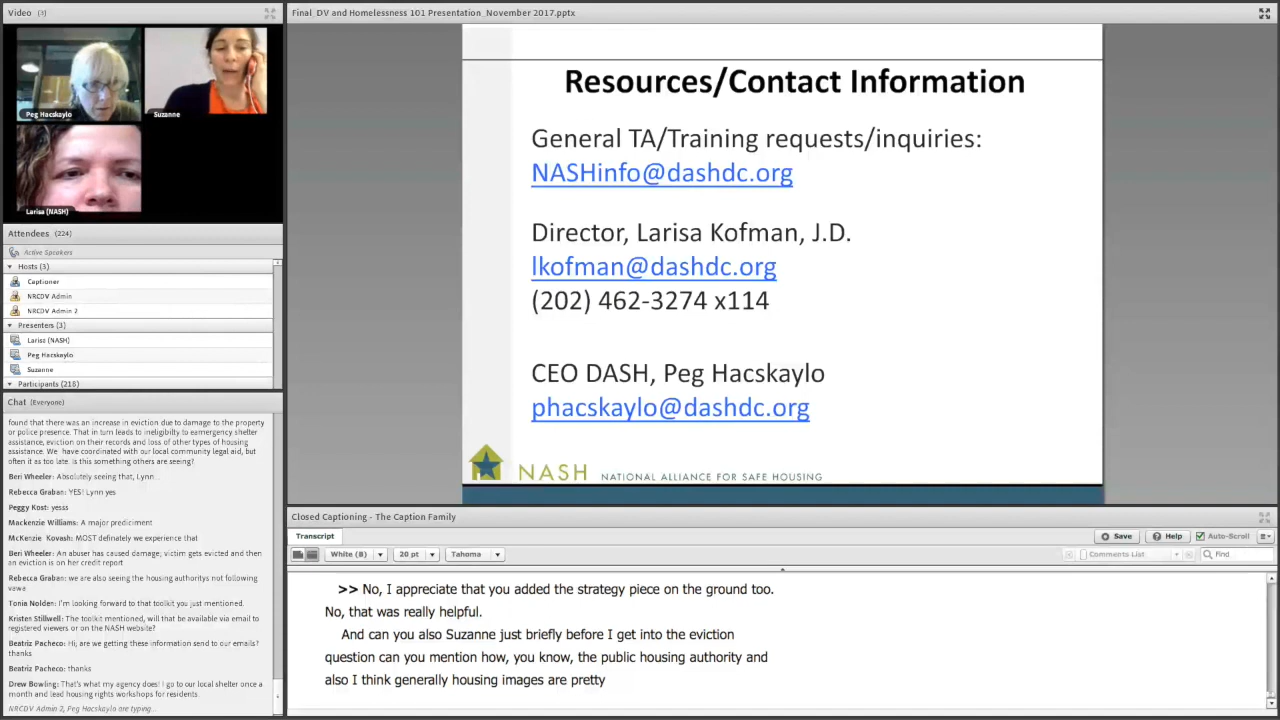 Video (3)
Final_DV and Homelessness 101 Presentation_November 2017.pptx
Peg Hacskaylo
Suzanne
Larisa (NASH)
Attendees (224)
Active Speakers
Hosts (3)
Captioner
NRCDV Admin
NRCDV Admin 2
Presenters (3)
Larisa (NASH)
Peg Hacskaylo
Suzanne
Participants (218)
Chat (Everyone)
found that there was an increase in eviction due to damage to the property
or police presence. That in turn leads to ineligibility to eamergency shelter
assistance, eviction on their records and loss of other types of housing
assistance. We have coordinated with our local community legal aid, but
often it as too late. Is this something others are seeing?
Beri Wheeler: Absolutely seeing that, Lynn..
Rebecca Graban: YES! Lynn yes
Peggy Kost: yesss
Mackenzie Williams: A major prediciment
McKenzie Kovash: MOST definately we experience that
Beri Wheeler: An abuser has caused damage; victim gets evicted and then
an eviction is on her credit report
Rebecca Graban: we are also seeing the housing authoritys not following
vawa
Tonia Nolden: I'm looking forward to that toolkit you just mentioned.
Kristen Stillwell: The toolkit mentioned, will that be available via email to
registered viewers or on the NASH website?
Beatriz Pacheco: Hi, are we getting these information send to our emails?
thanks
Beatriz Pacheco: thanks
Drew Bowling: That's what my agency does! I go to our local shelter once a
month and lead housing rights workshops for residents.
NRCDV Admin 2, Peg Hacskaylo are typing...
Resources/Contact Information
General TA/Training requests/inquiries:
NASHinfo@dashdc.org
Director, Larisa Kofman, J.D.
lkofman@dashdc.org
(202) 462-3274 x114
CEO DASH, Peg Hacskaylo
phacskaylo@dashdc.org
NASH NATIONAL ALLIANCE FOR SAFE HOUSING
Closed Captioning - The Caption Family
Transcript
Save
Help
Auto-Scroll
White (B)
20 pt
Tahoma
Comments List
Find
>> No, I appreciate that you added the strategy piece on the ground too.
No, that was really helpful.
And can you also Suzanne just briefly before I get into the eviction
question can you mention how, you know, the public housing authority and
also I think generally housing images are pretty